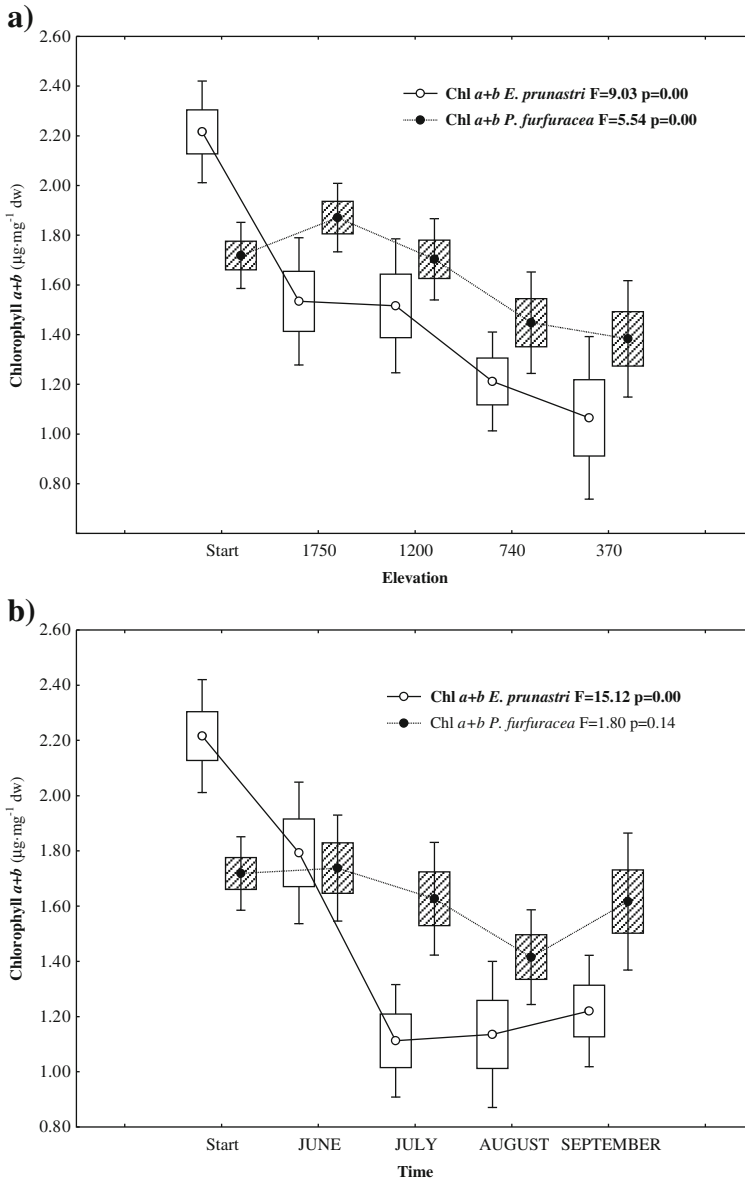 a)
2.60
2.40
2.20
2.00
1.80
1.60
1.40
1.20
1.00
0.80
Chlorophyll a+b (µg·mg⁻¹ dw)
Chl a+b E. prunastri F=9.03 p=0.00
Chl a+b P. furfuracea F=5.54 p=0.00
Start 1750 1200 740 370
Elevation
b)
2.60
2.40
2.20
2.00
1.80
1.60
1.40
1.20
1.00
0.80
Chlorophyll a+b (µg·mg⁻¹ dw)
Chl a+b E. prunastri F=15.12 p=0.00
Chl a+b P. furfuracea F=1.80 p=0.14
Start JUNE JULY AUGUST SEPTEMBER
Time